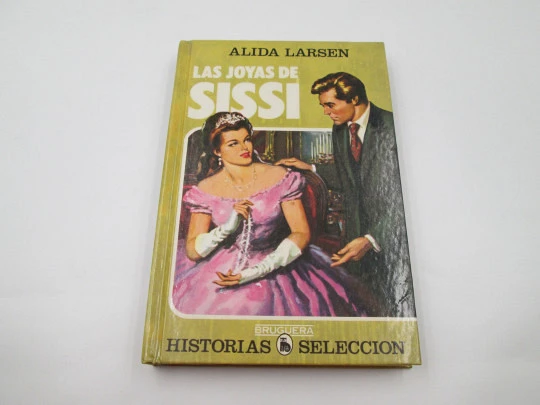 ALIDA LARSEN
LAS JOYAS DE
SISSI
BRUGUERA
HISTORIAS SELECCION